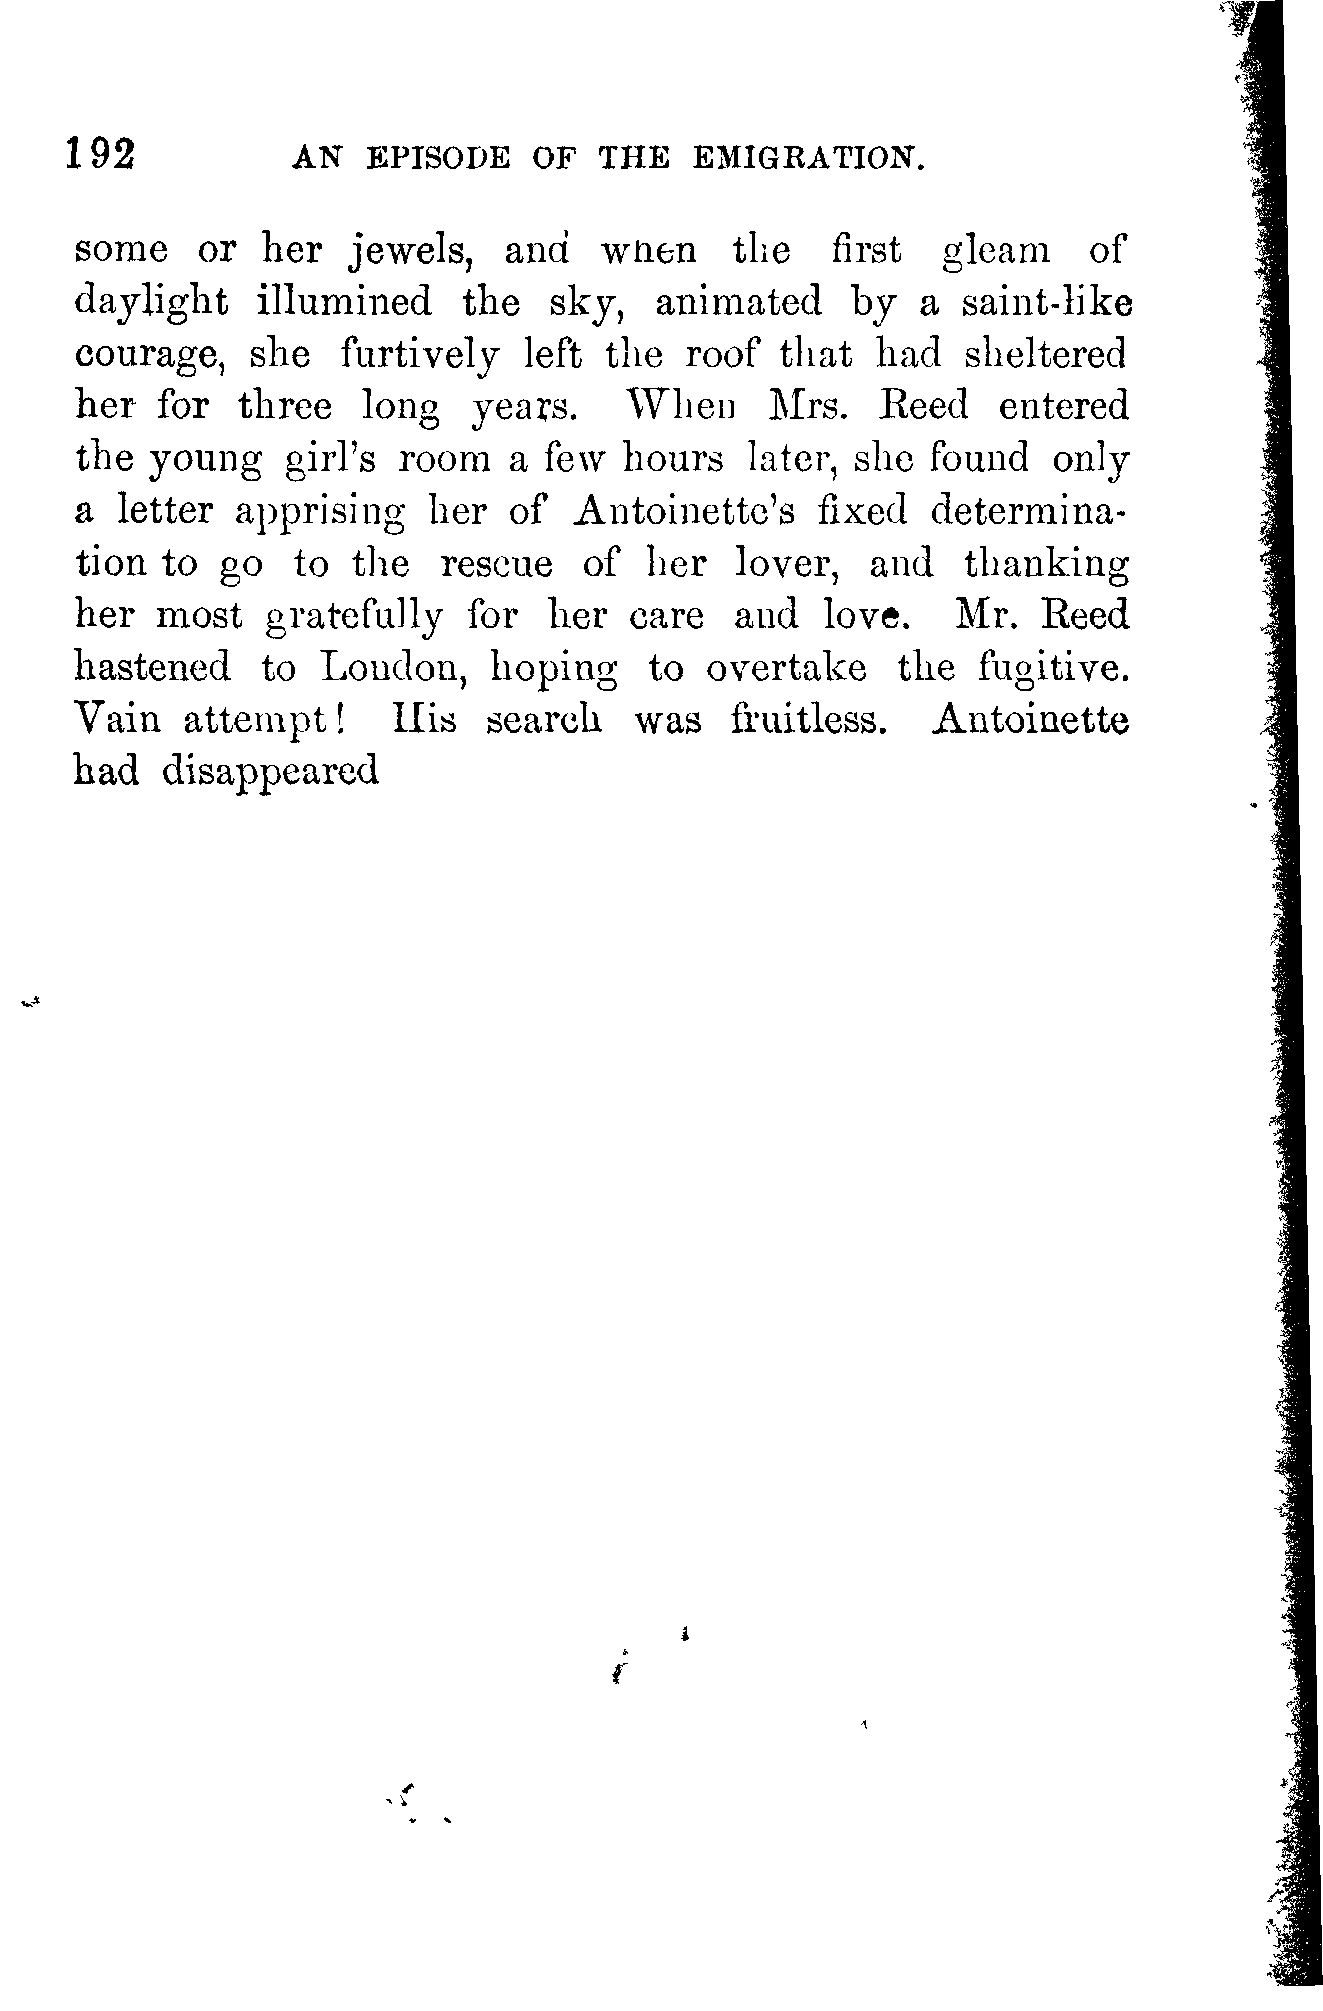 192 AN EPISODE OF THE EMIGRATION.
some or her jewels, and when the first gleam of
daylight illumined the sky, animated by a saint-like
courage, she furtively left the roof that had sheltered
her for three long years. When Mrs. Reed entered
the young girl's room a few hours later, she found only
a letter apprising her of Antoinette's fixed determina-
tion to go to the rescue of her lover, and thanking
her most gratefully for her care and love. Mr. Reed
hastened to London, hoping to overtake the fugitive.
Vain attempt! His search was fruitless. Antoinette
had disappeared